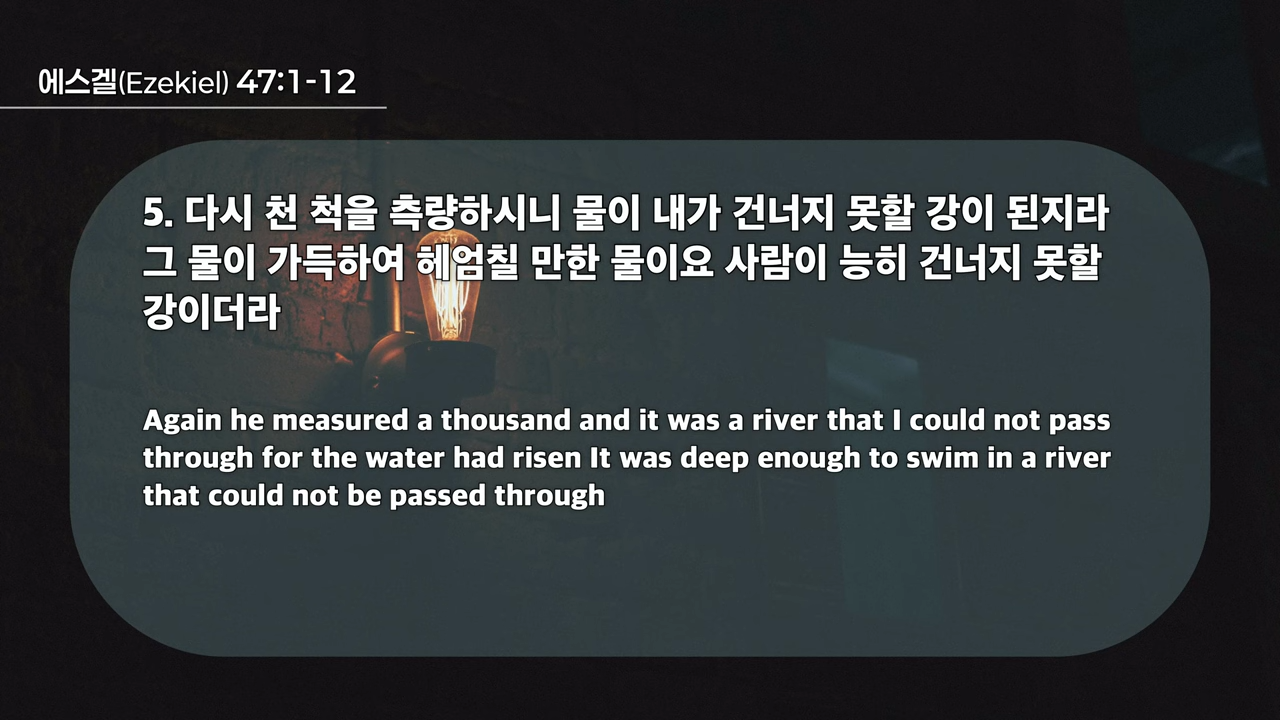 에스겔(Ezekiel) 47:1-12
5. 다시 천 척을 측량하시니 물이 내가 건너지 못할 강이 된지라
그 물이 가득하여 헤엄칠 만한 물이요 사람이 능히 건너지 못할
강이더라
Again he measured a thousand and it was a river that I could not pass
through for the water had risen It was deep enough to swim in a river
that could not be passed through